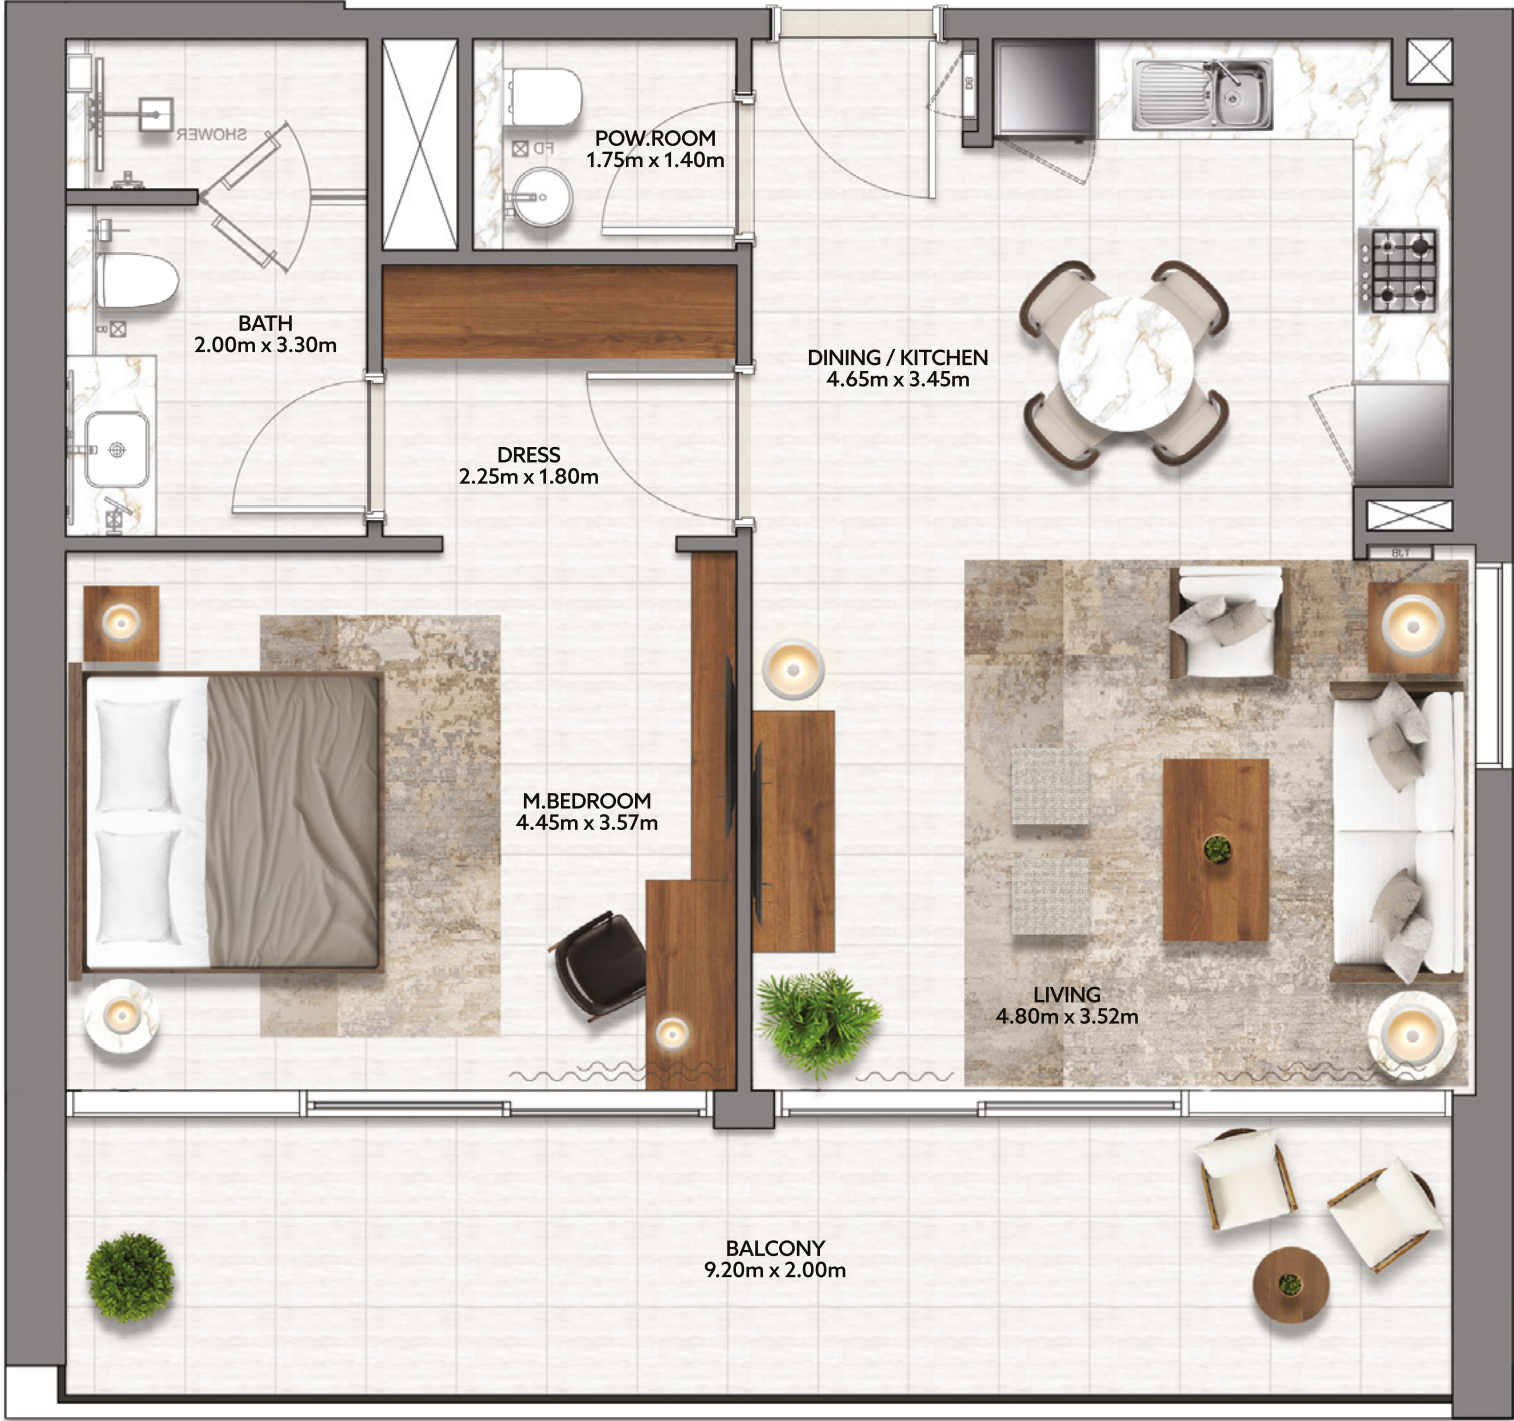 SHOWER
POW.ROOM
1.75m x 1.40m
FD
DB
BATH
2.00m x 3.30m
DINING / KITCHEN
4.65m x 3.45m
DRESS
2.25m x 1.80m
TJB
M.BEDROOM
4.45m x 3.57m
LIVING
4.80m x 3.52m
BALCONY
9.20m x 2.00m